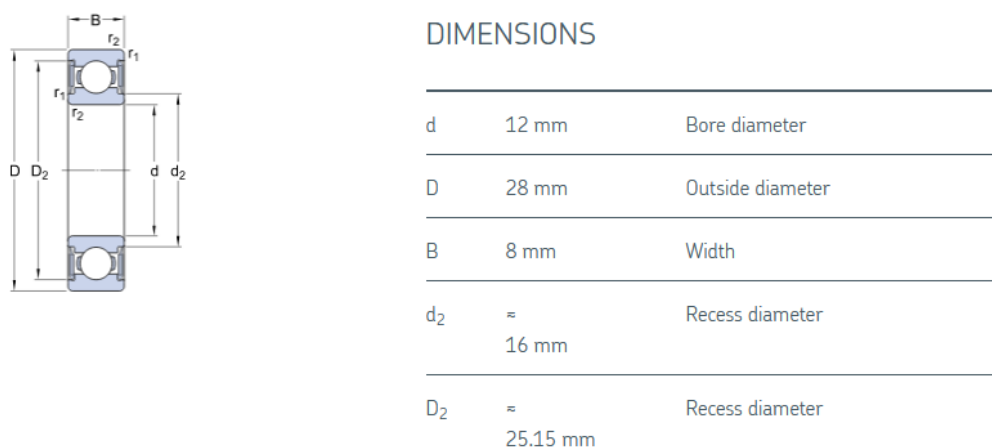 B
r2
r1
r1
r2
D D2 d d2
DIMENSIONS
d 12 mm Bore diameter
D 28 mm Outside diameter
B 8 mm Width
d2 ≈ Recess diameter
16 mm
D2 ≈ Recess diameter
25.15 mm